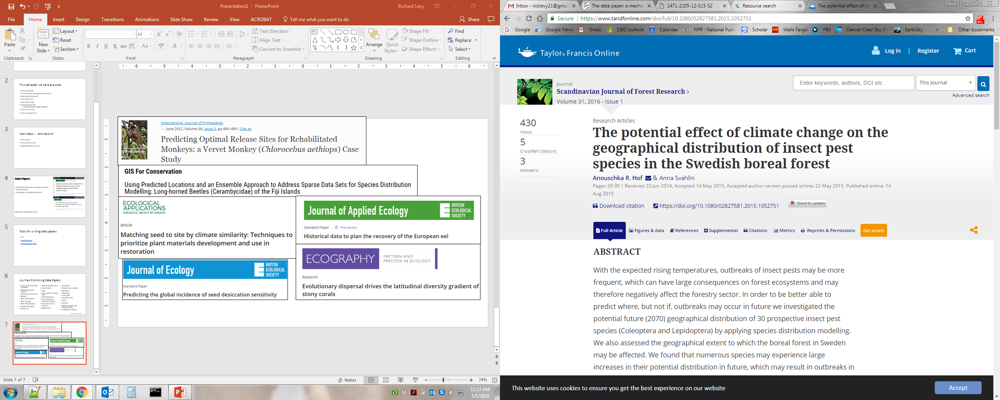 Presentation1 - PowerPoint
Richard Levy
File Home Insert Design Transitions Animations Slide Show Review View ACROBAT Tell me what you want to do
Share
Paste
Clipboard
New Slide
Layout
Reset
Section
Slides
44
B I U S abc AV Aa A
Font
Text Direction
Align Text
Convert to SmartArt
Paragraph
Arrange
Quick Styles
Shape Fill
Shape Outline
Shape Effects
Drawing
Find
Replace
Select
Editing
6 5 4 3 2 1 0 1 2 3 4 5 6
2
This semester we have explored
• Data Standards
• Data/Content Management Systems
• Relational Databases
• Data Collection
• Data Processing
• Enriching Records
• Georeferencing, Image Metadata
• Dataset Curation
• Data Management
3
Next steps..... and beyond
• Data papers
• Data use/research
• Reproducible research
4
Data Papers
• Published Document Describing a Dataset
• Peer Reviewed
• Essentially a metadata document
Why write and publish these?
5
Tools for writing data papers
• IPT!
6
Journals Publishing Data Papers
7
International Journal of Primatology
June 2017, Volume 38, Issue 3, pp 485–499 | Cite as
Predicting Optimal Release Sites for Rehabilitated
Monkeys: a Vervet Monkey (Chlorocebus aethiops) Case
Study
GIS For Conservation
Using Predicted Locations and an Ensemble Approach to Address Sparse Data Sets for Species Distribution
Modelling: Long-horned Beetles (Cerambycidae) of the Fiji Islands
ECOLOGICAL
APPLICATIONS
ECOLOGICAL SOCIETY OF AMERICA
Article
Matching seed to site by climate similarity: Techniques to
prioritize plant materials development and use in
restoration
Journal of Applied Ecology
BRITISH
ECOLOGICAL
SOCIETY
Standard Paper Free Access
Historical data to plan the recovery of the European eel
Journal of Ecology
BRITISH
ECOLOGICAL
SOCIETY
Standard Paper
Predicting the global incidence of seed desiccation sensitivity
ECOGRAPHY
PATTERN AND
PROCESS IN ECOLOGY
Research
Evolutionary dispersal drives the latitudinal diversity gradient of
stony corals
Slide 7 of 7
Notes
74%
11:13 AM
5/1/2018
Inbox - ricklevy21@gmai
The data paper: a mecha
1471-2105-12-S15-S2
Resource search
The potential effect of cl
Rick
Secure https://www.tandfonline.com/doi/full/10.1080/02827581.2015.1052751
99+
Google Google News Gmail DBG Outlook Calendar NPR : National Publi Scholar Wells Fargo PBS Denver Clear Sky Ch EarthSky » Other bookmarks
Taylor & Francis Online
Log in | Register Cart
Journal
Scandinavian Journal of Forest Research ›
Volume 31, 2016 - Issue 1
Enter keywords, authors, DOI etc.
This Journal
Advanced search
430
Views
5
CrossRef citations
3
Altmetric
Research Articles
The potential effect of climate change on the
geographical distribution of insect pest
species in the Swedish boreal forest
Anouschka R. Hof & Anna Svahlin
Pages 29-39 | Received 23 Jun 2014, Accepted 14 May 2015, Accepted author version posted online: 22 May 2015, Published online: 14
Aug 2015
Download citation https://doi.org/10.1080/02827581.2015.1052751 Check for updates
Full Article Figures & data References Supplemental Citations Metrics Reprints & Permissions Get access
ABSTRACT
With the expected rising temperatures, outbreaks of insect pests may be more
frequent, which can have large consequences on forest ecosystems and may
therefore negatively affect the forestry sector. In order to be better able to
predict where, but not if, outbreaks may occur in future we investigated the
potential future (2070) geographical distribution of 30 prospective insect pest
species (Coleoptera and Lepidoptera) by applying species distribution modelling.
We also assessed the geographical extent to which the boreal forest in Sweden
may be affected. We found that numerous species may experience large
increases in their potential distribution in future, which may result in outbreaks in
This website uses cookies to ensure you get the best experience on our website
Accept